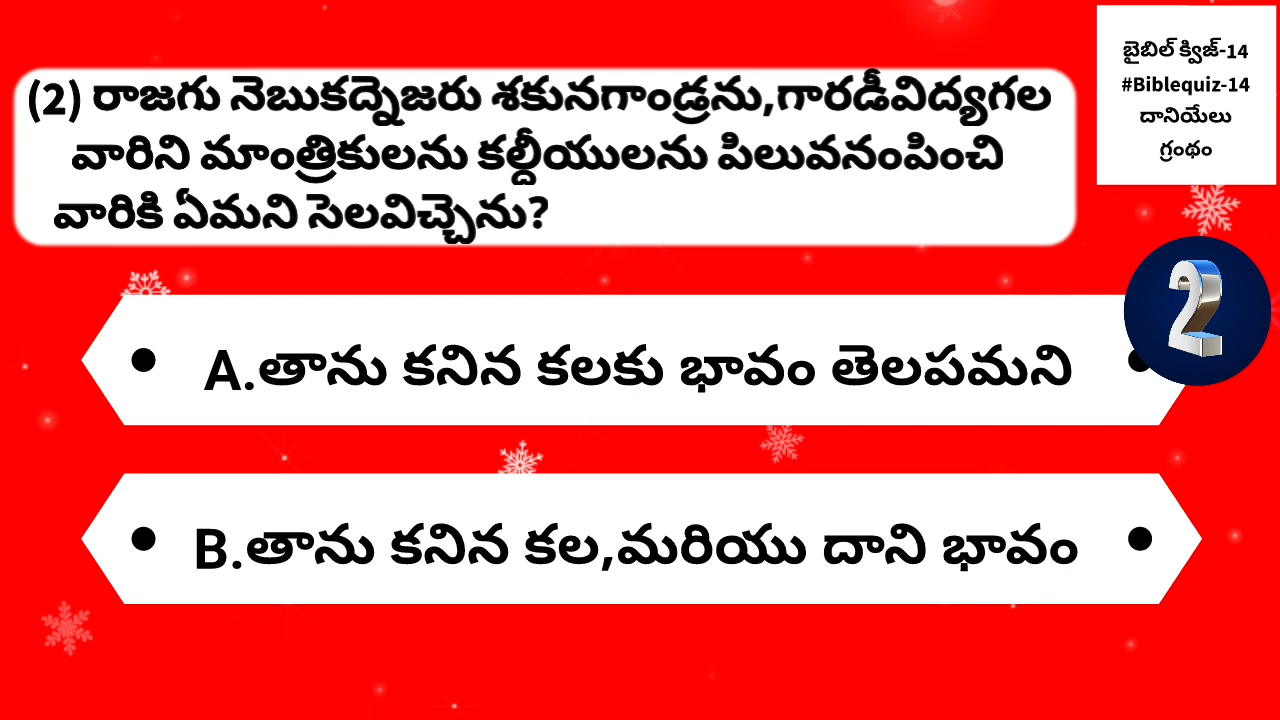 (2) రాజగు నెబుకద్నెజరు శకునగాండ్రను,గారడీవిద్యగల
వారిని మాంత్రికులను కల్దీయులను పిలువనంపించి
వారికి ఏమని సెలవిచ్చెను?
బైబిల్ క్విజ్-14
#Biblequiz-14
దానియేలు
గ్రంథం
2
• A.తాను కనిన కలకు భావం తెలపమని •
• B.తాను కనిన కల,మరియు దాని భావం •